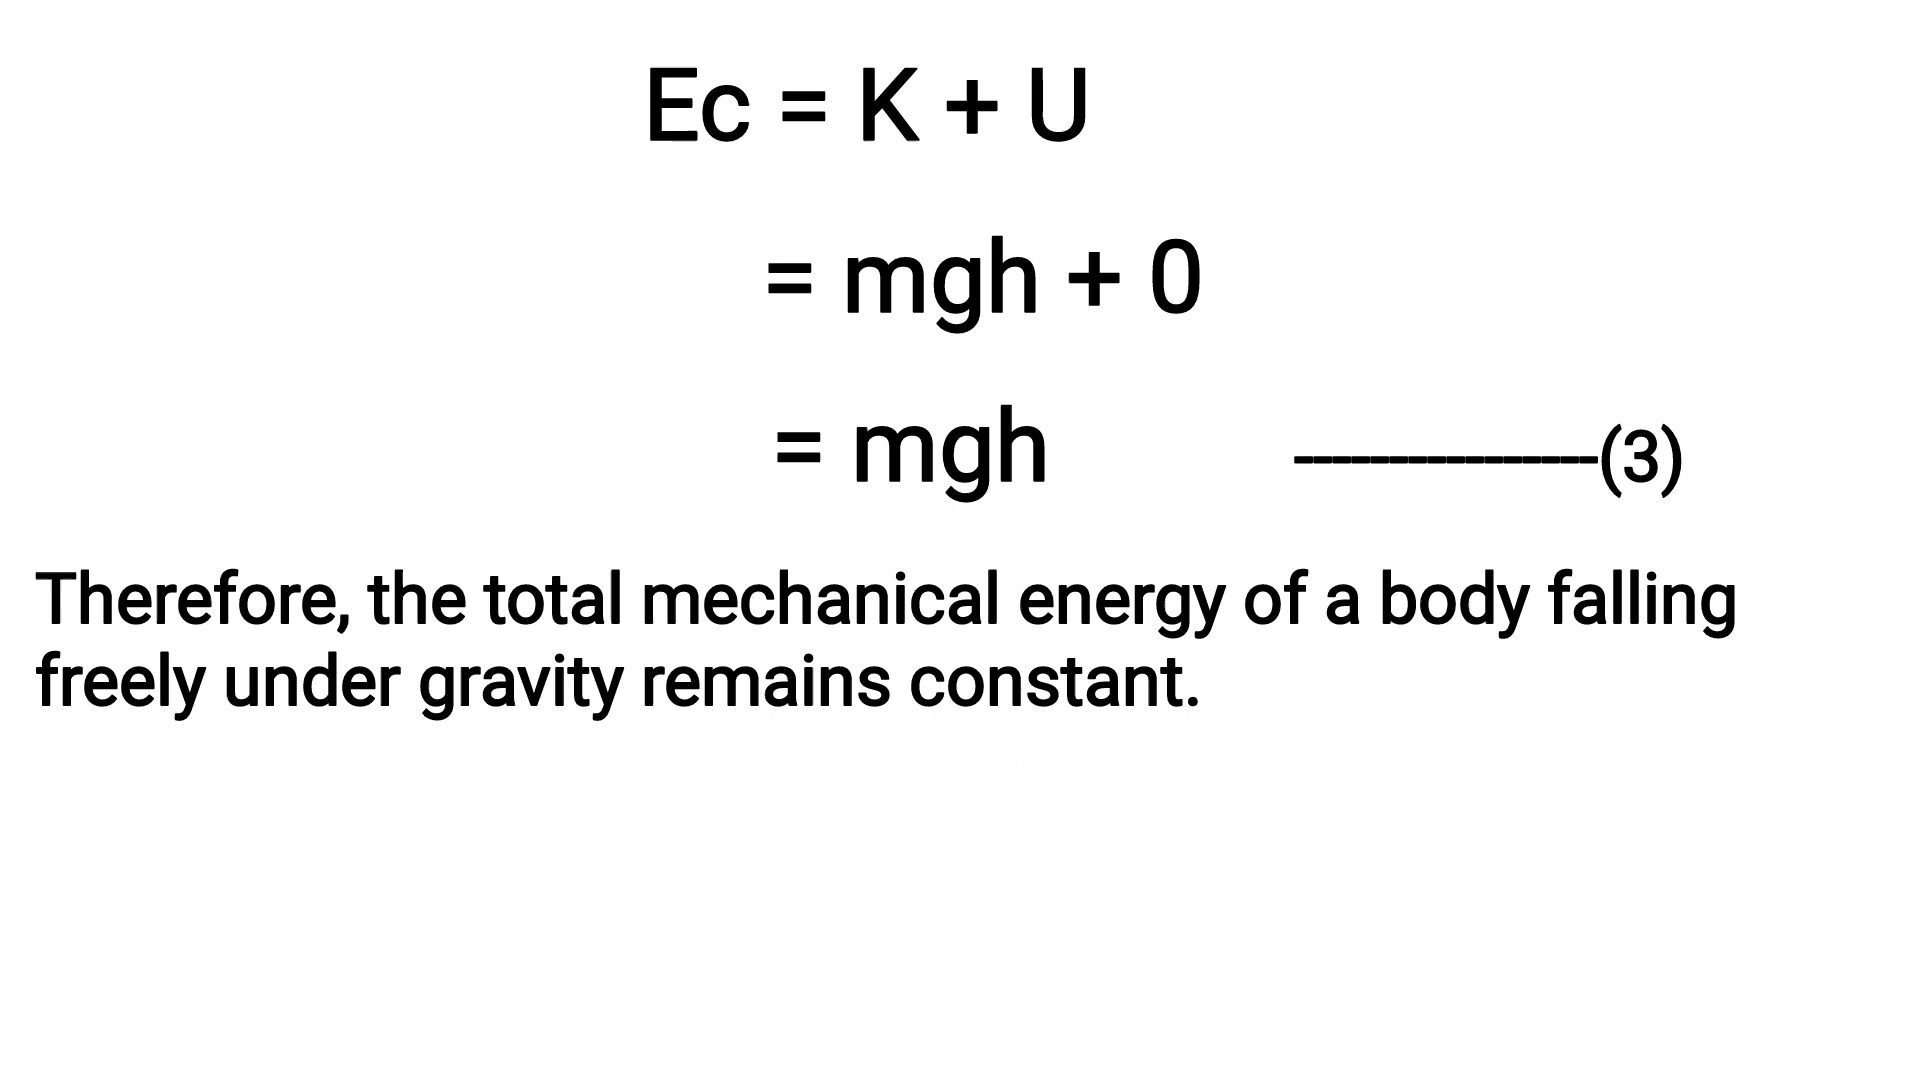 Ec = K + U
= mgh + 0
= mgh ----------------(3)
Therefore, the total mechanical energy of a body falling
freely under gravity remains constant.